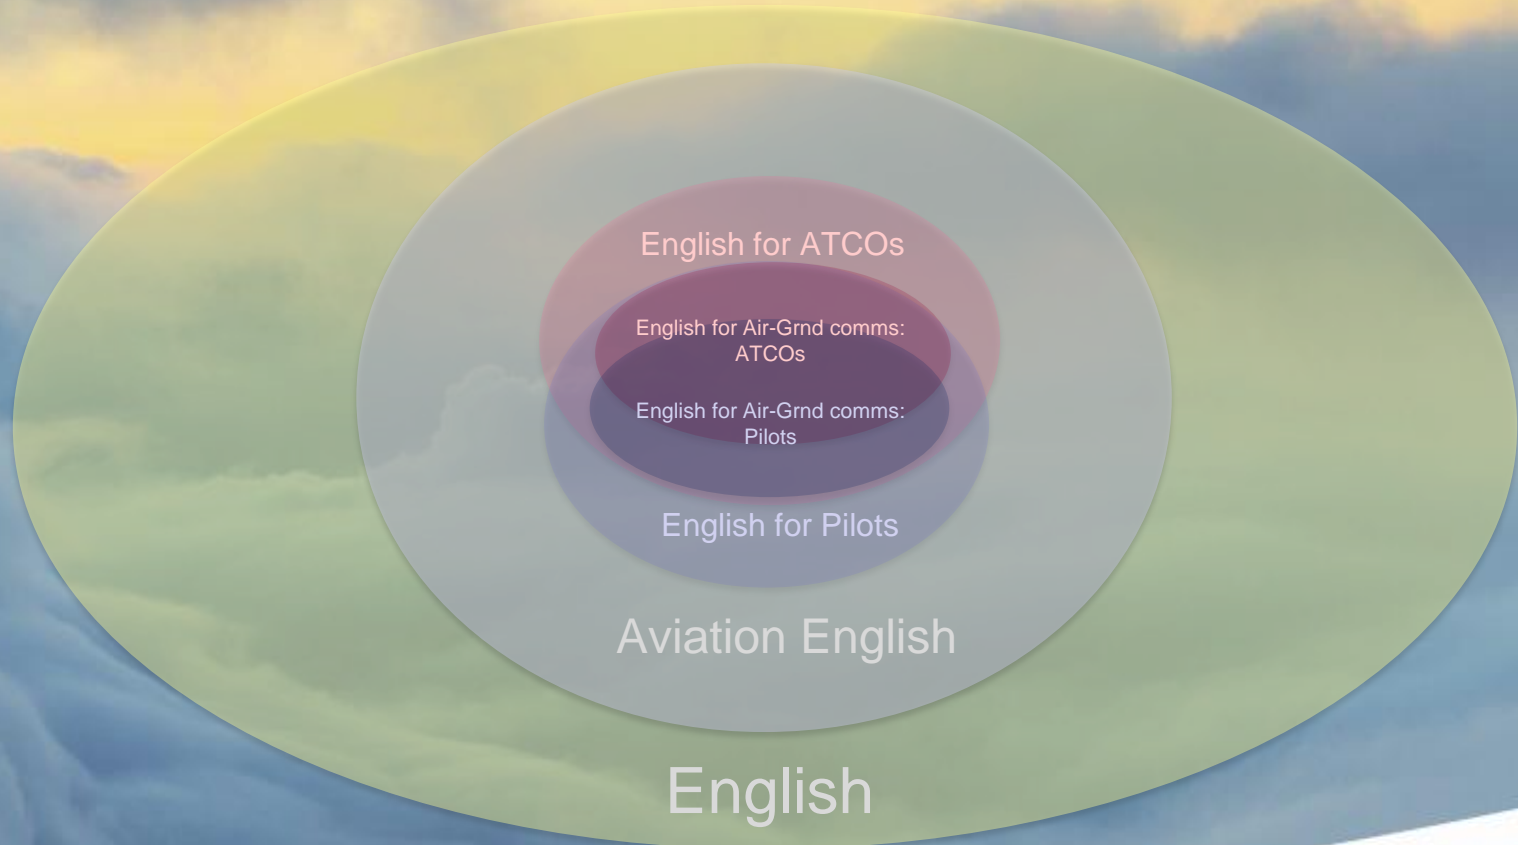 English for ATCOs
English for Air-Grnd comms:
ATCOs
English for Air-Grnd comms:
Pilots
English for Pilots
Aviation English
English